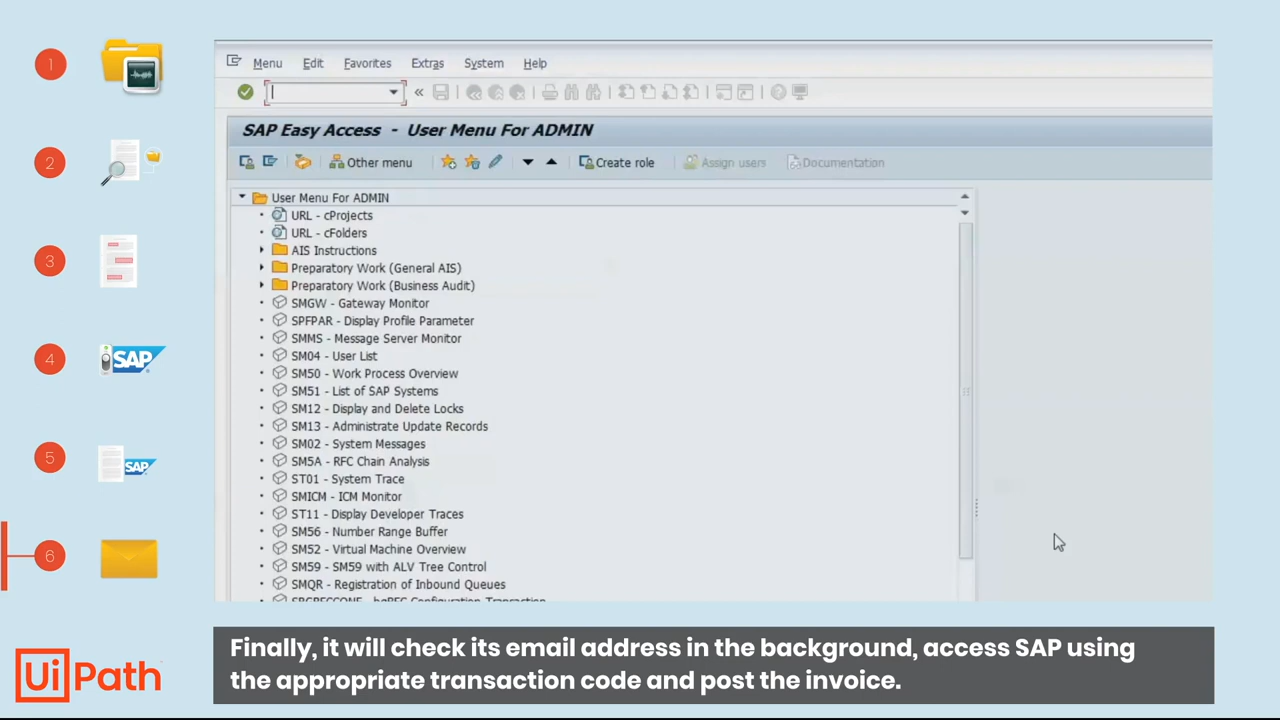 1
2
3
4
SAP
5
SAP
6
UiPath
Menu Edit Favorites Extras System Help
SAP Easy Access - User Menu For ADMIN
Other menu Create role Assign users Documentation
User Menu For ADMIN
URL - cProjects
URL - cFolders
AIS Instructions
Preparatory Work (General AIS)
Preparatory Work (Business Audit)
SMGW - Gateway Monitor
SPFPAR - Display Profile Parameter
SMMS - Message Server Monitor
SM04 - User List
SM50 - Work Process Overview
SM51 - List of SAP Systems
SM12 - Display and Delete Locks
SM13 - Administrate Update Records
SM02 - System Messages
SM5A - RFC Chain Analysis
ST01 - System Trace
SMICM - ICM Monitor
ST11 - Display Developer Traces
SM56 - Number Range Buffer
SM52 - Virtual Machine Overview
SM59 - SM59 with ALV Tree Control
SMQR - Registration of Inbound Queues
Finally, it will check its email address in the background, access SAP using
the appropriate transaction code and post the invoice.